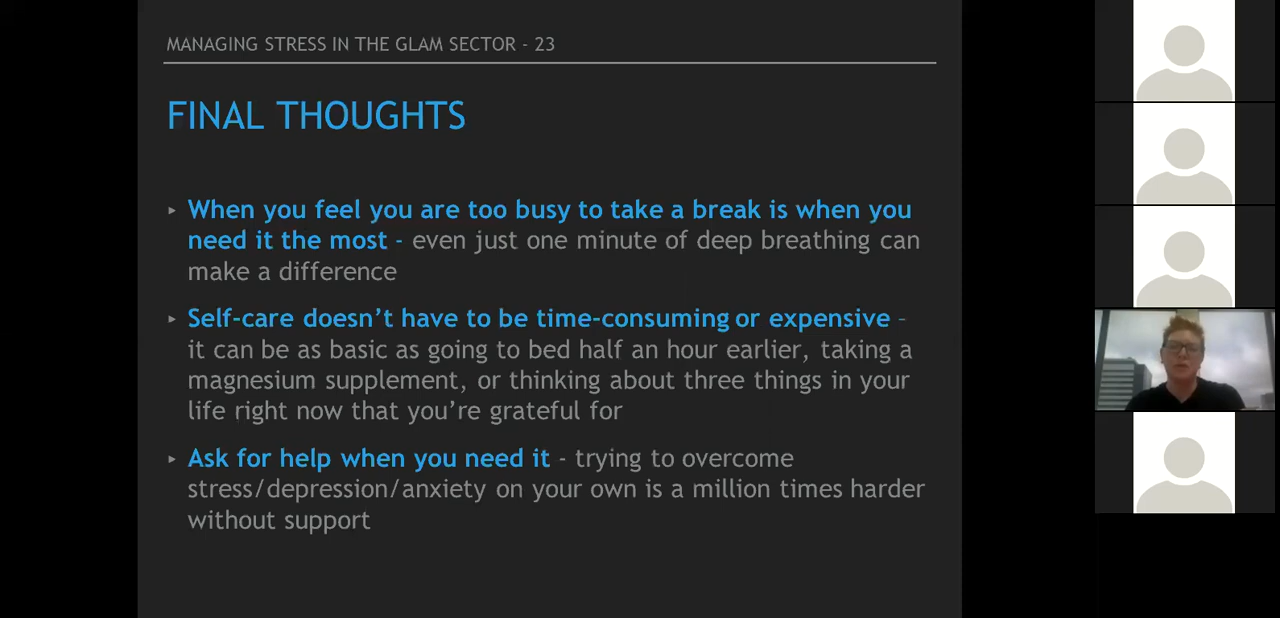 MANAGING STRESS IN THE GLAM SECTOR - 23
FINAL THOUGHTS
▸ When you feel you are too busy to take a break is when you
need it the most - even just one minute of deep breathing can
make a difference
▸ Self-care doesn’t have to be time-consuming or expensive –
it can be as basic as going to bed half an hour earlier, taking a
magnesium supplement, or thinking about three things in your
life right now that you’re grateful for
▸ Ask for help when you need it - trying to overcome
stress/depression/anxiety on your own is a million times harder
without support